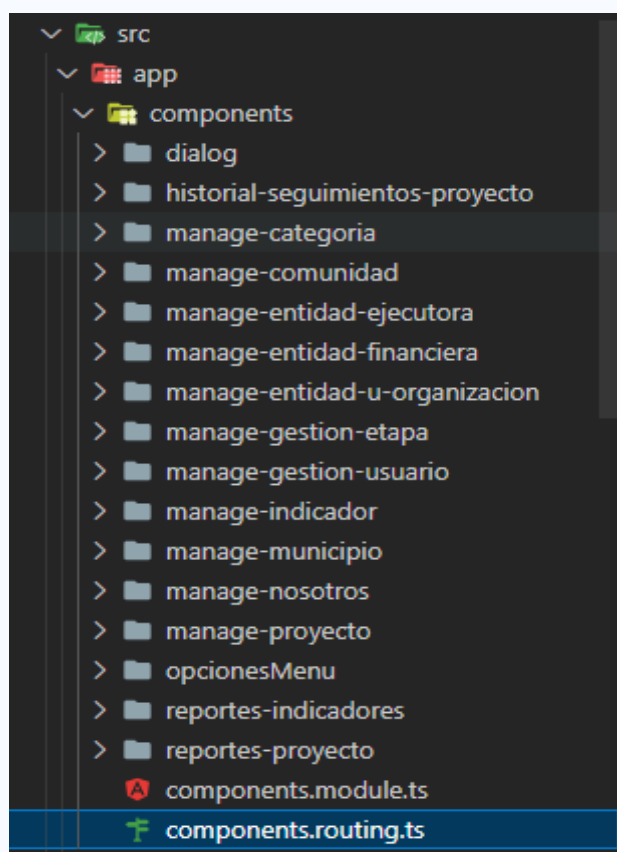 src
app
components
dialog
historial-seguimientos-proyecto
manage-categoria
manage-comunidad
manage-entidad-ejecutora
manage-entidad-financiera
manage-entidad-u-organizacion
manage-gestion-etapa
manage-gestion-usuario
manage-indicador
manage-municipio
manage-nosotros
manage-proyecto
opcionesMenu
reportes-indicadores
reportes-proyecto
components.module.ts
components.routing.ts